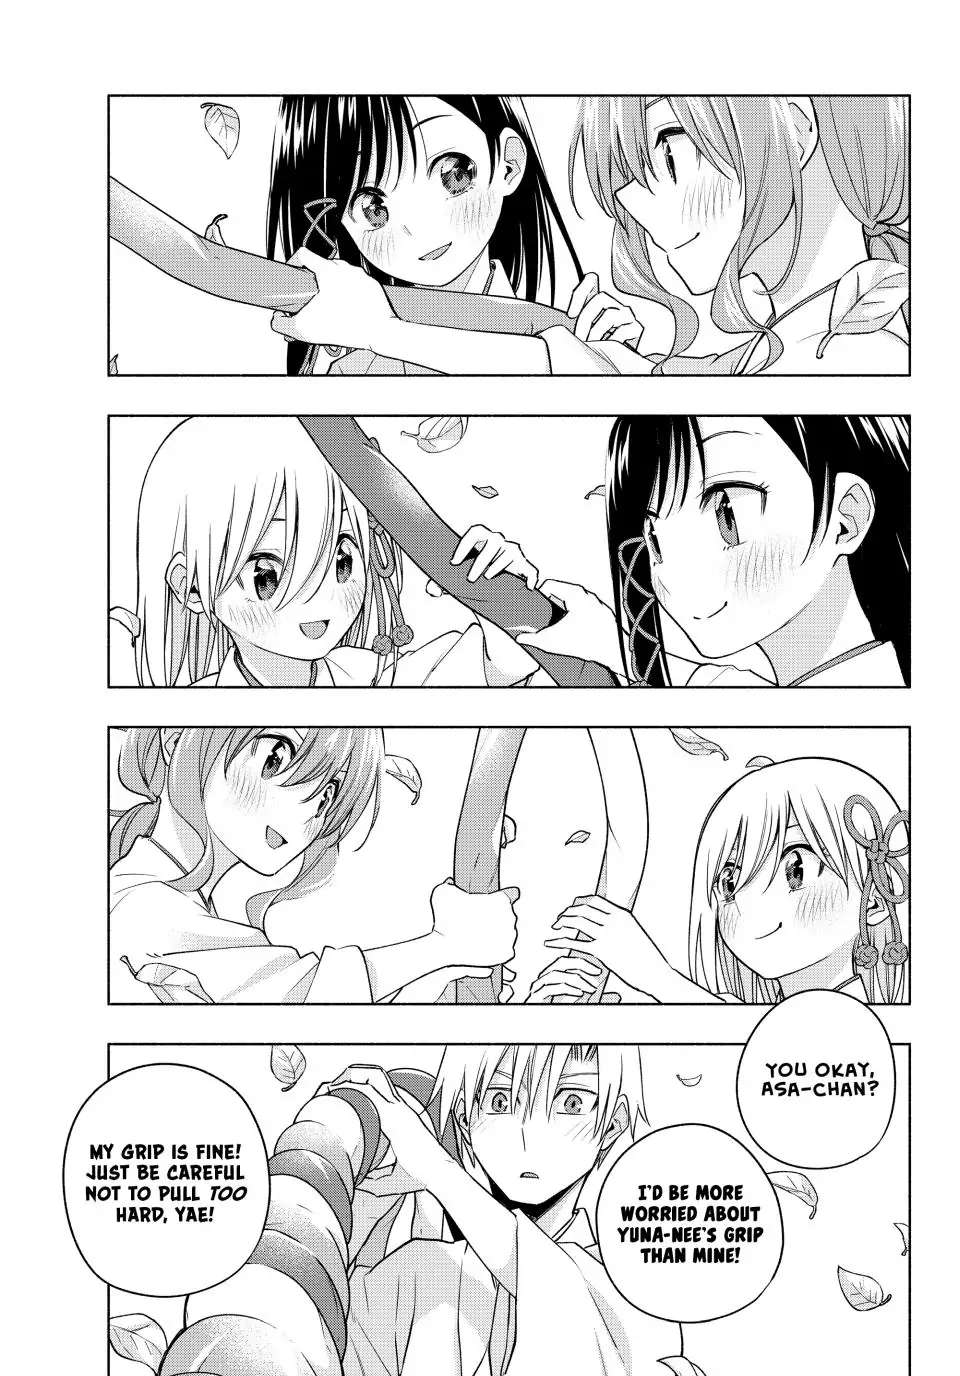 YOU OKAY,
ASA-CHAN?
I'D BE MORE
WORRIED ABOUT
YUNA-NEE'S GRIP
THAN MINE!
MY GRIP IS FINE!
JUST BE CAREFUL
NOT TO PULL TOO
HARD, YAE!